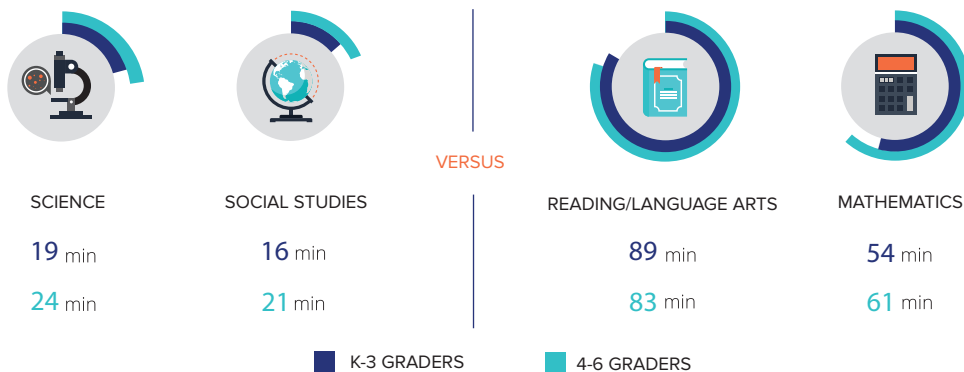 VERSUS
SCIENCE
SOCIAL STUDIES
READING/LANGUAGE ARTS
MATHEMATICS
19 min
16 min
89 min
54 min
24 min
21 min
83 min
61 min
K-3 GRADERS
4-6 GRADERS